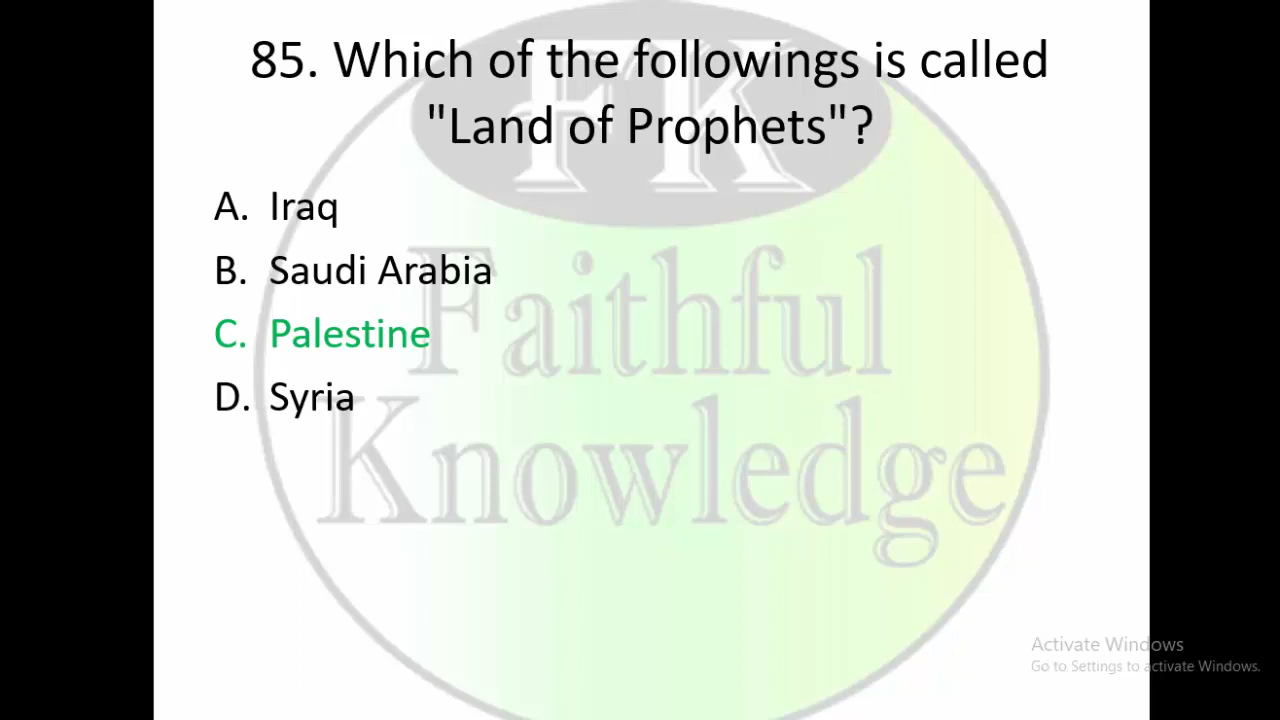 85. Which of the followings is called
"Land of Prophets"?
A. Iraq
B. Saudi Arabia
C. Palestine
D. Syria
FK
Faithful
Knowledge
Activate Windows
Go to Settings to activate Windows.